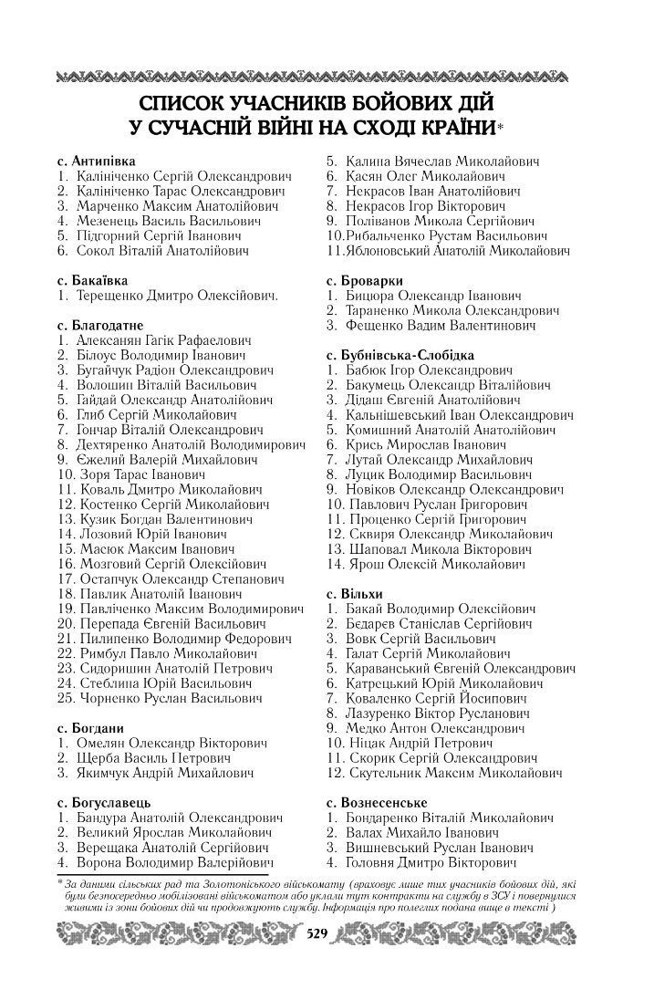 СПИСОК УЧАСНИКІВ БОЙОВИХ ДІЙ
У СУЧАСНІЙ ВІЙНІ НА СХОДІ КРАЇНИ*
с. Антипівка
1. Калініченко Сергій Олександрович
2. Калініченко Тарас Олександрович
3. Марченко Максим Анатолійович
4. Мезенець Василь Васильович
5. Підгорний Сергій Іванович
6. Сокол Віталій Анатолійович
с. Бакаївка
1. Терещенко Дмитро Олексійович.
с. Благодатне
1. Алексанян Гагік Рафаелович
2. Білоус Володимир Іванович
3. Бугайчук Радіон Олександрович
4. Волошин Віталій Васильович
5. Гайдай Олександр Анатолійович
6. Глиб Сергій Миколайович
7. Гончар Віталій Олександрович
8. Дехтяренко Анатолій Володимирович
9. Єжелий Валерій Михайлович
10. Зоря Тарас Іванович
11. Коваль Дмитро Миколайович
12. Костенко Сергій Миколайович
13. Кузик Богдан Валентинович
14. Лозовий Юрій Іванович
15. Масюк Максим Іванович
16. Мозговий Сергій Олексійович
17. Остапчук Олександр Степанович
18. Павлик Анатолій Іванович
19. Павліченко Максим Володимирович
20. Перепада Євгеній Васильович
21. Пилипенко Володимир Федорович
22. Римбул Павло Миколайович
23. Сидоришин Анатолій Петрович
24. Стеблина Юрій Васильович
25. Чорненко Руслан Васильович
с. Богдани
1. Омелян Олександр Вікторович
2. Щерба Василь Петрович
3. Якимчук Андрій Михайлович
с. Богуславець
1. Бандура Анатолій Олександрович
2. Великий Ярослав Миколайович
3. Верещака Анатолій Сергійович
4. Ворона Володимир Валерійович
5. Калина Вячеслав Миколайович
6. Касян Олег Миколайович
7. Некрасов Іван Анатолійович
8. Некрасов Ігор Вікторович
9. Поліванов Микола Сергійович
10.Рибальченко Рустам Васильович
11.Яблоновський Анатолій Миколайович
с. Броварки
1. Бицюра Олександр Іванович
2. Тараненко Микола Олександрович
3. Фещенко Вадим Валентинович
с. Бубнівська-Слобідка
1. Бабюк Ігор Олександрович
2. Бакумець Олександр Віталійович
3. Дідаш Євгеній Анатолійович
4. Кальнішевський Іван Олександрович
5. Комишний Анатолій Анатолійович
6. Крись Мирослав Іванович
7. Лутай Олександр Михайлович
8. Луцик Володимир Васильович
9. Новіков Олександр Олександрович
10. Павлович Руслан Григорович
11. Проценко Сергій Григорович
12. Сквиря Олександр Миколайович
13. Шаповал Микола Вікторович
14. Ярош Олексій Миколайович
с. Вільхи
1. Бакай Володимир Олексійович
2. Бєдарєв Станіслав Сергійович
3. Вовк Сергій Васильович
4. Галат Сергій Миколайович
5. Караванський Євгеній Олександрович
6. Катрецький Юрій Миколайович
7. Коваленко Сергій Йосипович
8. Лазуренко Віктор Русланович
9. Медко Антон Олександрович
10. Ніцак Андрій Петрович
11. Скорик Сергій Олександрович
12. Скутельник Максим Миколайович
с. Вознесенське
1. Бондаренко Віталій Миколайович
2. Валах Михайло Іванович
3. Вишневський Руслан Іванович
4. Головня Дмитро Вікторович
* За даними сільських рад та Золотоніського військомату (враховує лише тих учасників бойових дій, які
були безпосередньо мобілізовані військоматом або уклали тут контракти на службу в ЗСУ і повернулися
живими із зони бойових дій чи продовжують службу. Інформація про полеглих подана вище в тексті )
529